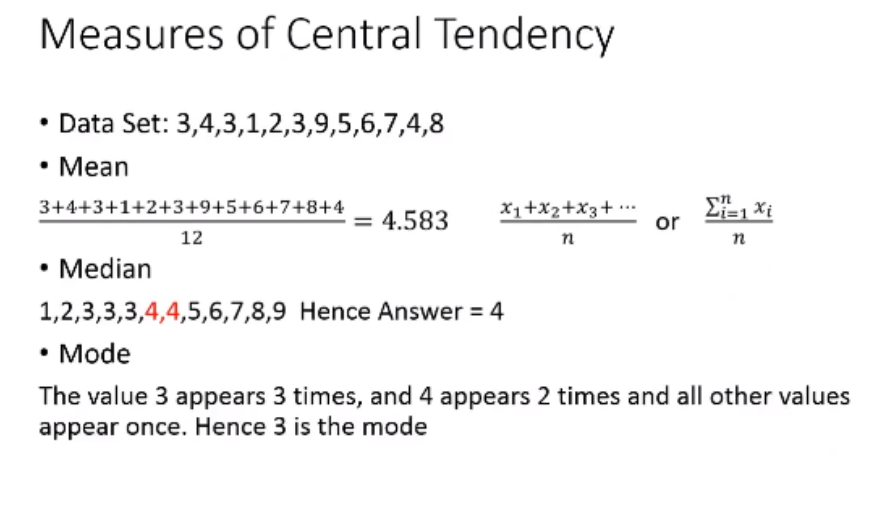 Measures of Central Tendency
• Data Set: 3,4,3,1,2,3,9,5,6,7,4,8
• Mean
3+4+3+1+2+3+9+5+6+7+8+4 / 12 = 4.583   x₁+x₂+x₃+ ⋯ / n or ∑ⁿᵢ₌₁ xᵢ / n
• Median
1,2,3,3,3,4,4,5,6,7,8,9 Hence Answer = 4
• Mode
The value 3 appears 3 times, and 4 appears 2 times and all other values
appear once. Hence 3 is the mode